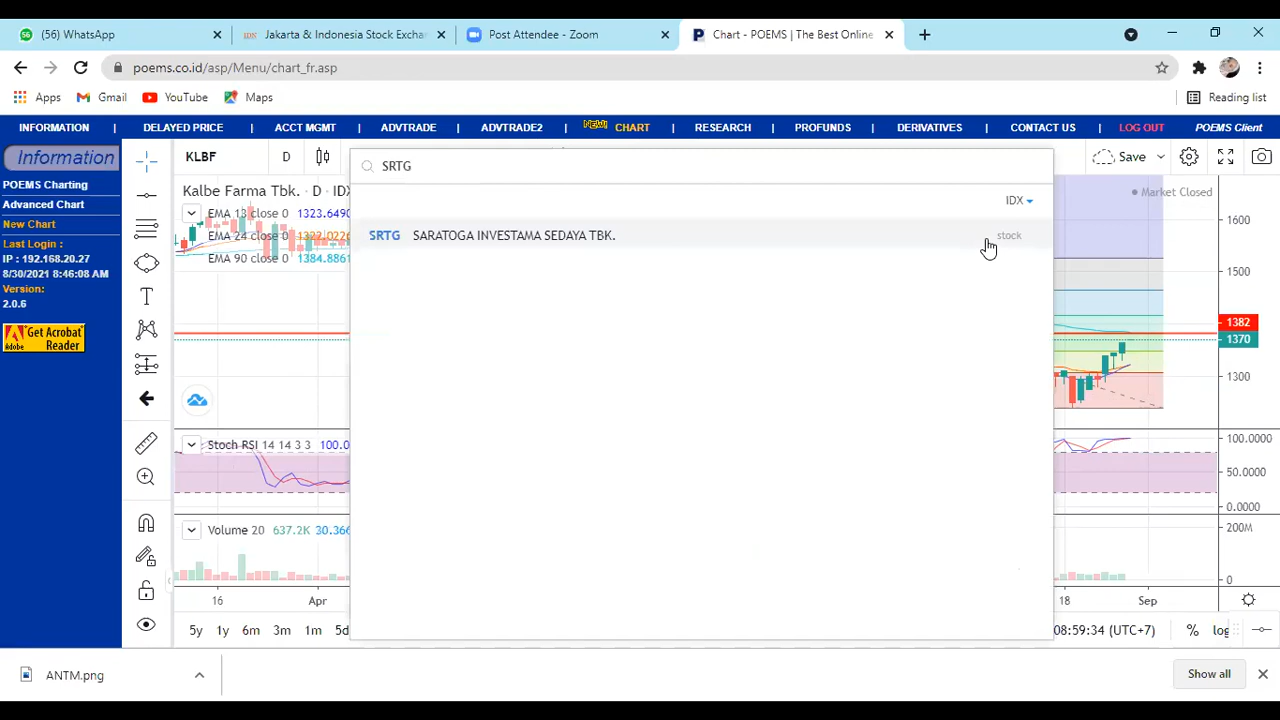 56
(56) WhatsApp
IDN
Jakarta & Indonesia Stock Excha
Post Attendee - Zoom
Chart - POEMS | The Best Online
poems.co.id/asp/Menu/chart_fr.asp
Apps
Gmail
YouTube
Maps
Reading list
INFORMATION | DELAYED PRICE | ACCT MGMT | ADVTRADE | ADVTRADE2 | NEW! CHART | RESEARCH | PROFUNDS | DERIVATIVES | CONTACT US | LOG OUT POEMS Client
Information
POEMS Charting
Advanced Chart
New Chart
Last Login :
IP : 192.168.20.27
8/30/2021 8:46:08 AM
Version:
2.0.6
Get Acrobat
Reader
Adobe
KLBF
D
SRTG
Save
Kalbe Farma Tbk. · D · IDX
Market Closed
EMA 13 close 0 1323.6490
EMA 24 close 0 1322.0226
EMA 90 close 0 1384.8861
IDX
SRTG SARATOGA INVESTAMA SEDAYA TBK. stock
1600
1500
1382
1370
1300
Stoch RSI 14 14 3 3 100.0
100.0000
50.0000
0.0000
Volume 20 637.2K 30.366
200M
0
16
Apr
18
Sep
5y 1y 6m 3m 1m 5d
08:59:34 (UTC+7)
%
log
ANTM.png
Show all